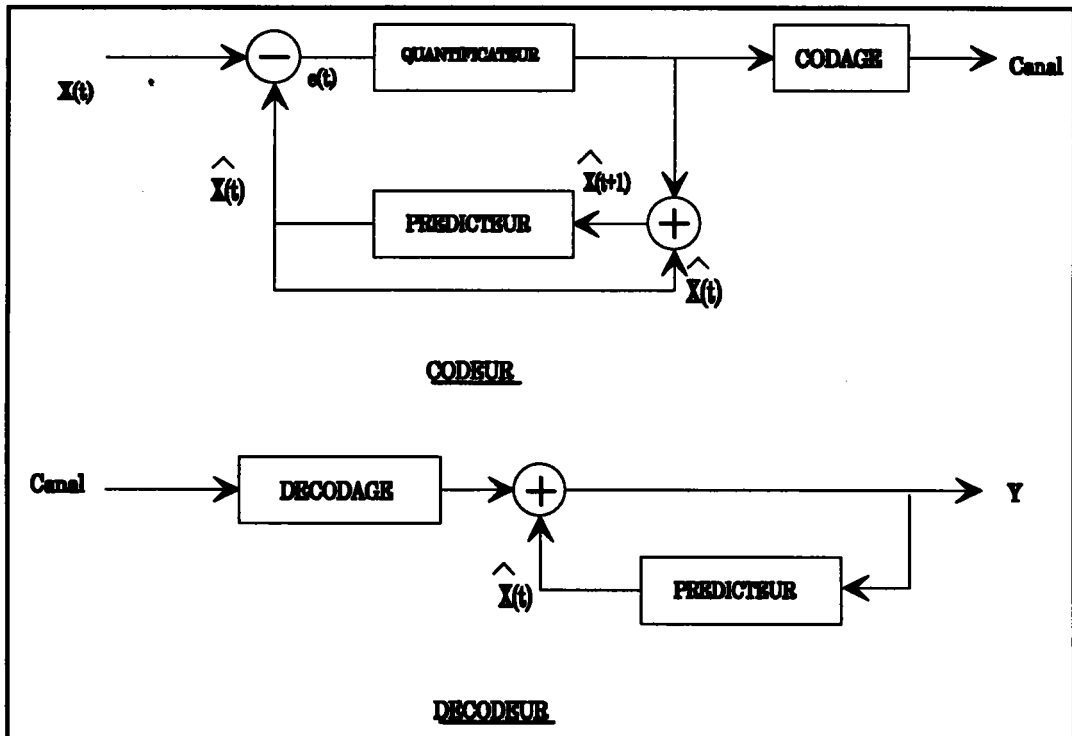 QUANTIFICATEUR
CODAGE
Canal
X(t)
e(t)
X̂(t)
X̂(t+1)
PREDICTEUR
X̂(t)
CODEUR
Canal
DECODAGE
Y
X̂(t)
PREDICTEUR
DECODEUR